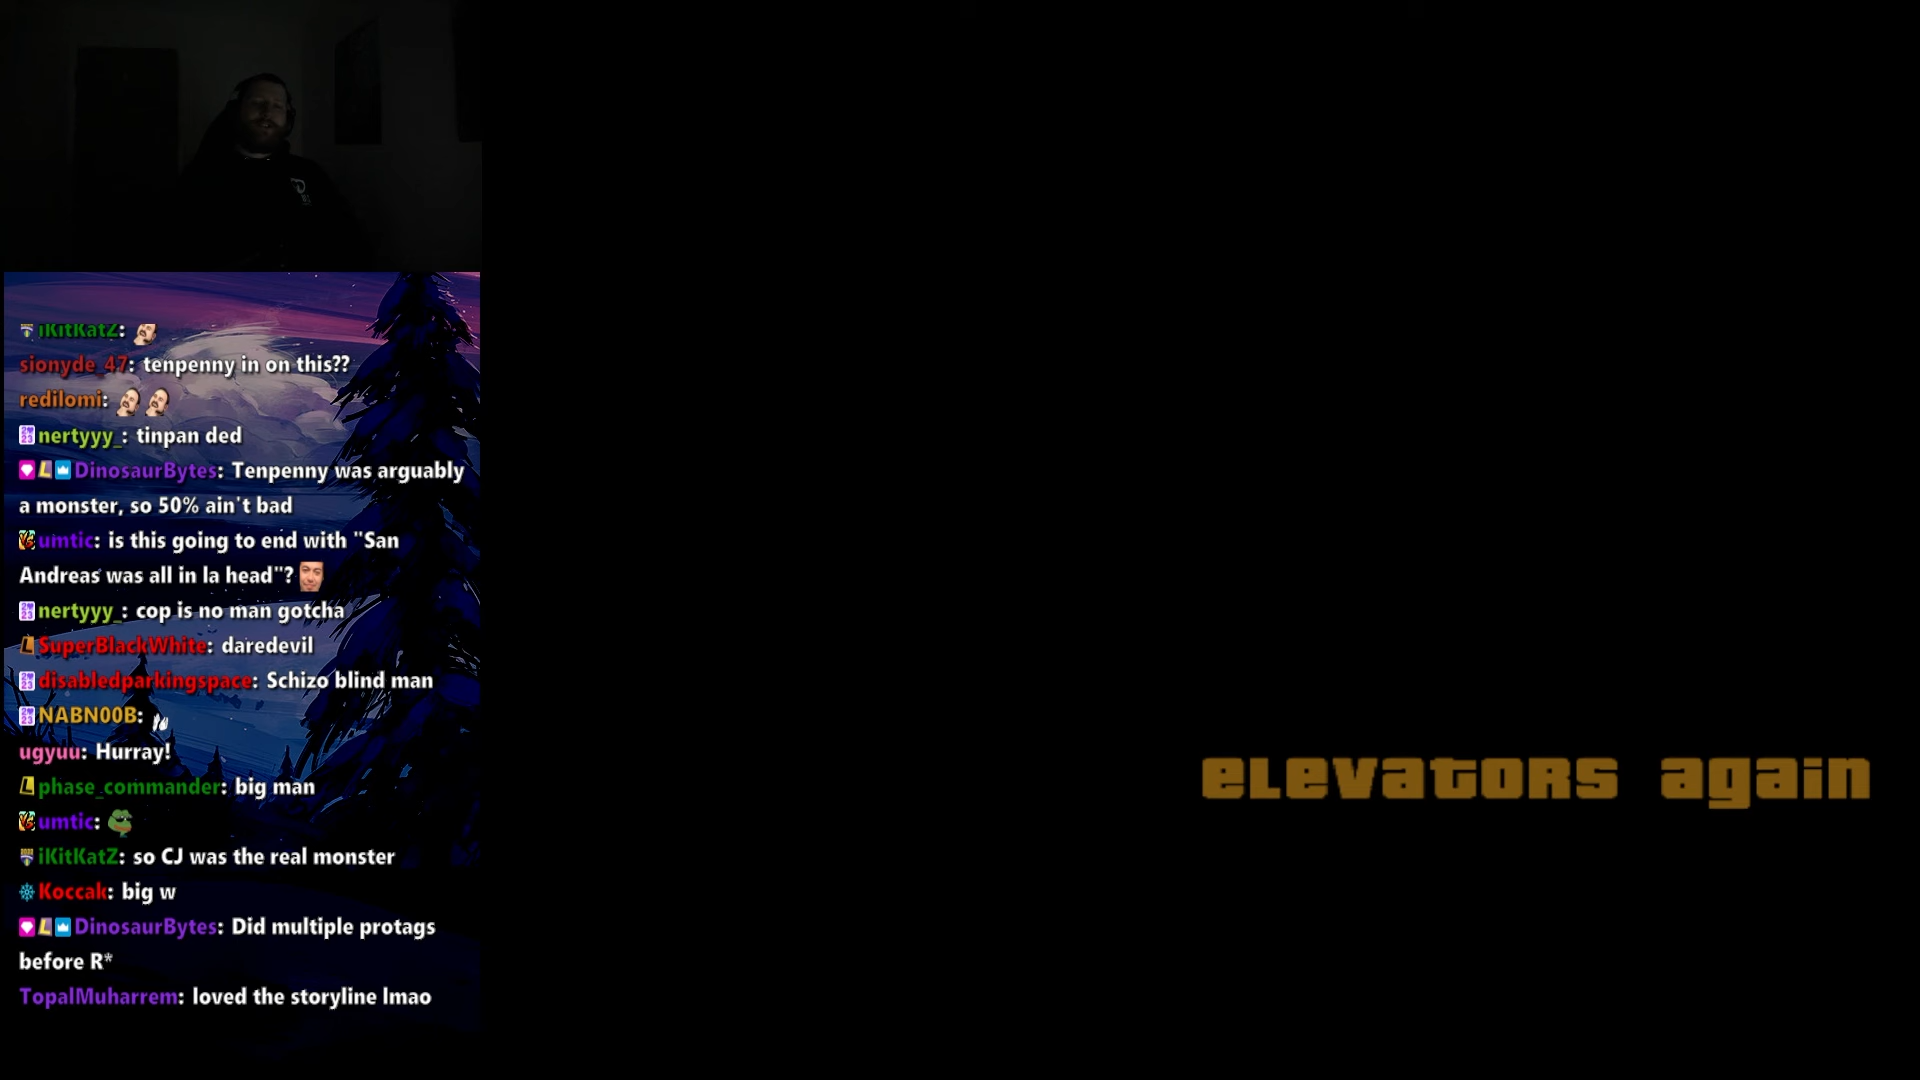 iKitKatZ:
sionyde_47: tenpenny in on this??
redilomi:
nertyyy_: tinpan ded
DinosaurBytes: Tenpenny was arguably
a monster, so 50% ain't bad
umtic: is this going to end with "San
Andreas was all in la head"?
nertyyy_: cop is no man gotcha
SuperBlackWhite: daredevil
disabledparkingspace: Schizo blind man
NABN00B:
ugyuu: Hurray!
phase_commander: big man
umtic:
iKitKatZ: so CJ was the real monster
Koccak: big w
DinosaurBytes: Did multiple protags
before R*
TopalMuharrem: loved the storyline lmao
elevators again